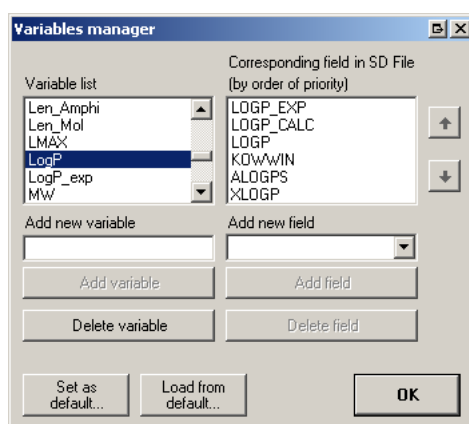 Variables manager
Variable list
Corresponding field in SD File
(by order of priority)
Len_Amphi
Len_Mol
LMAX
LogP
LogP_exp
MW
LOGP_EXP
LOGP_CALC
LOGP
KOWWIN
ALOGPS
XLOGP
Add new variable
Add new field
Add variable
Add field
Delete variable
Delete field
Set as
default...
Load from
default...
OK